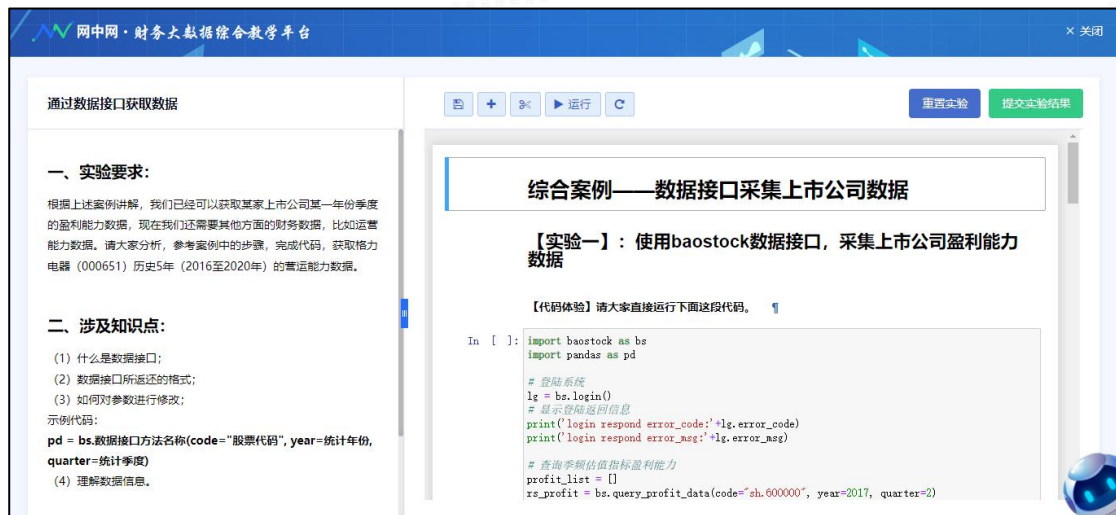 网中网·财务大数据综合教学平台
× 关闭
通过数据接口获取数据
一、实验要求：
根据上述案例讲解，我们已经可以获取某家上市公司某一年份季度
的盈利能力数据，现在我们还需要其他方面的财务数据，比如运营
能力数据。请大家分析，参考案例中的步骤，完成代码，获取格力
电器（000651）历史5年（2016至2020年）的营运能力数据。
二、涉及知识点：
（1）什么是数据接口；
（2）数据接口所返还的格式；
（3）如何对参数进行修改；
示例代码：
pd = bs.数据接口方法名称(code="股票代码", year=统计年份,
quarter=统计季度)
（4）理解数据信息。
运行
重置实验
提交实验结果
综合案例——数据接口采集上市公司数据
【实验一】：使用baostock数据接口，采集上市公司盈利能力
数据
【代码体验】请大家直接运行下面这段代码。 ¶
In [ ]: import baostock as bs
import pandas as pd
# 登陆系统
lg = bs.login()
# 显示登陆返回信息
print('login respond error_code:'+lg.error_code)
print('login respond error_msg:'+lg.error_msg)
# 查询季频估值指标盈利能力
profit_list = []
rs_profit = bs.query_profit_data(code="sh.600000", year=2017, quarter=2)